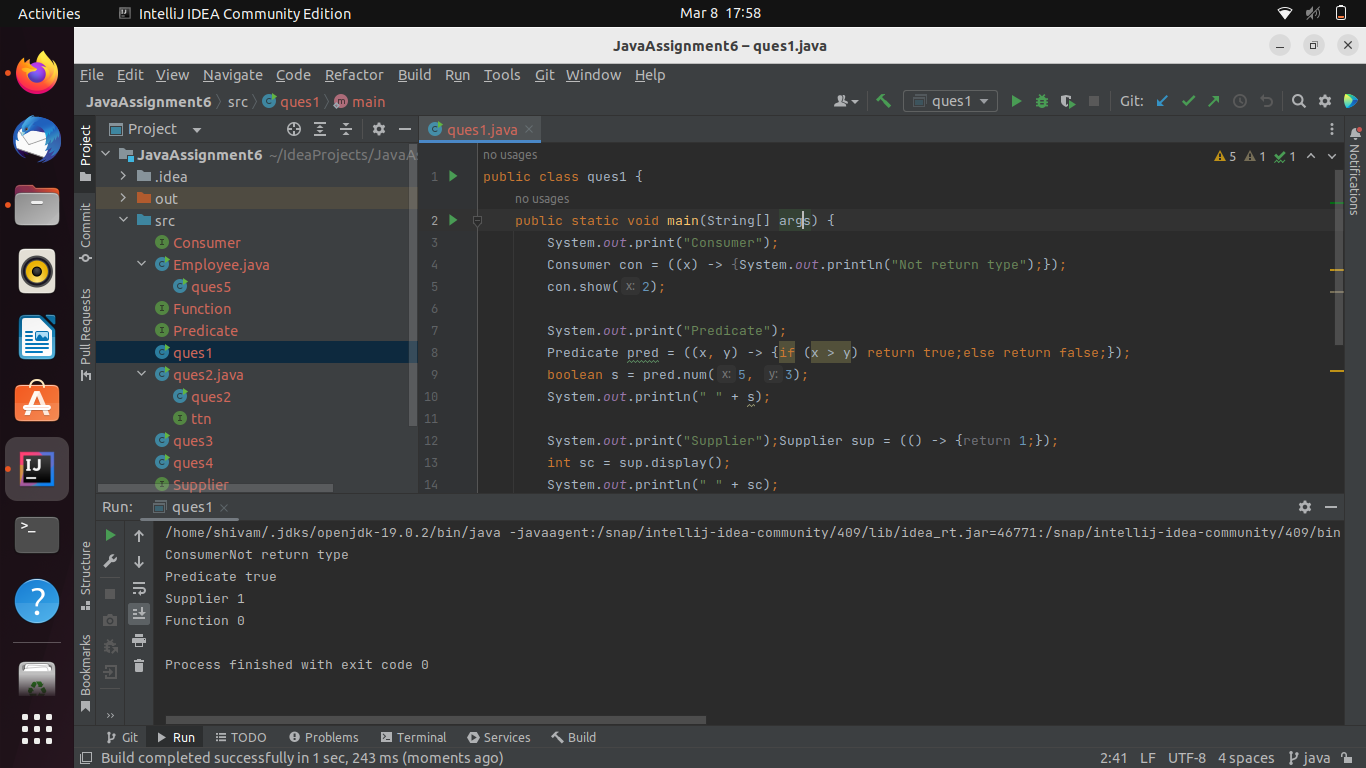 Activities IntelliJ IDEA Community Edition Mar 8 17:58
JavaAssignment6 – ques1.java
File Edit View Navigate Code Refactor Build Run Tools Git Window Help
JavaAssignment6 src ques1 main ques1 Git:
Project
Project
ques1.java
JavaAssignment6 ~/IdeaProjects/JavaA
.idea
out
src
Consumer
Employee.java
ques5
Function
Predicate
ques1
ques2.java
ques2
ttn
ques3
ques4
Supplier
Commit
Pull Requests
Structure
Bookmarks
Notifications
5 1 1
no usages
1 public class ques1 {
no usages
2 public static void main(String[] args) {
3 System.out.print("Consumer");
4 Consumer con = ((x) -> {System.out.println("Not return type");});
5 con.show( x: 2);
6
7 System.out.print("Predicate");
8 Predicate pred = ((x, y) -> {if (x > y) return true;else return false;});
9 boolean s = pred.num( x: 5, y: 3);
10 System.out.println(" " + s);
11
12 System.out.print("Supplier");Supplier sup = (() -> {return 1;});
13 int sc = sup.display();
14 System.out.println(" " + sc);
Run: ques1
/home/shivam/.jdks/openjdk-19.0.2/bin/java -javaagent:/snap/intellij-idea-community/409/lib/idea_rt.jar=46771:/snap/intellij-idea-community/409/bin
ConsumerNot return type
Predicate true
Supplier 1
Function 0
Process finished with exit code 0
Git Run TODO Problems Terminal Services Build
Build completed successfully in 1 sec, 243 ms (moments ago) 2:41 LF UTF-8 4 spaces java